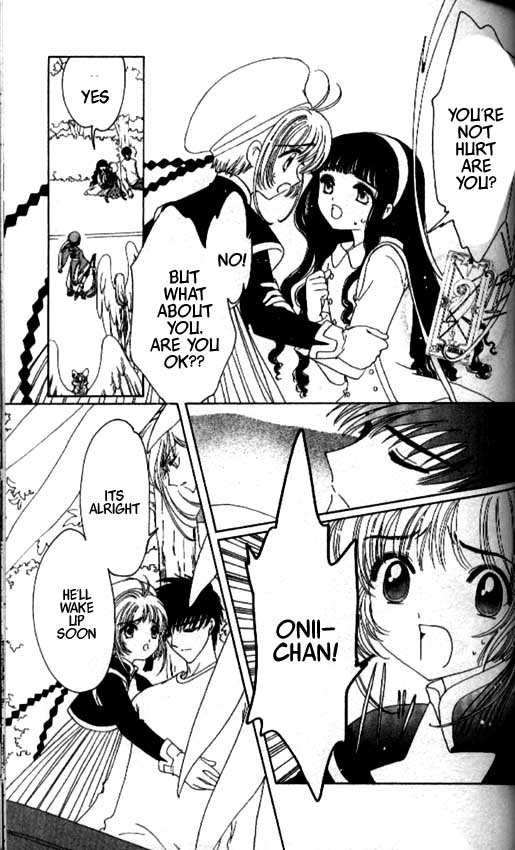 YOU'RE
NOT
HURT
ARE
YOU?
NO!
BUT
WHAT
ABOUT
YOU.
ARE YOU
OK??
YES
ONII-
CHAN!
ITS
ALRIGHT
HE'LL
WAKE
UP
SOON